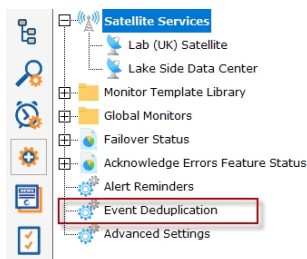 Satellite Services
Lab (UK) Satellite
Lake Side Data Center
Monitor Template Library
Global Monitors
Failover Status
Acknowledge Errors Feature Status
Alert Reminders
Event Deduplication
Advanced Settings